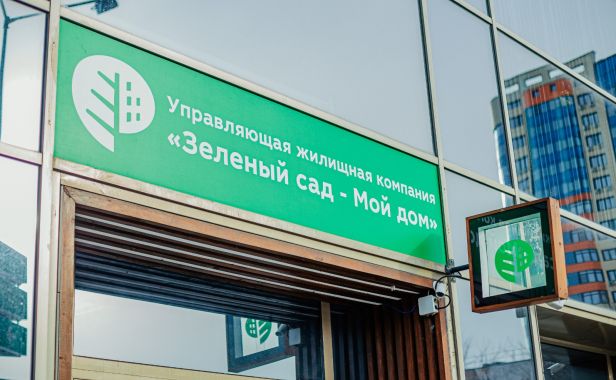 Управляющая жилищная компания
«Зеленый сад - Мой дом»